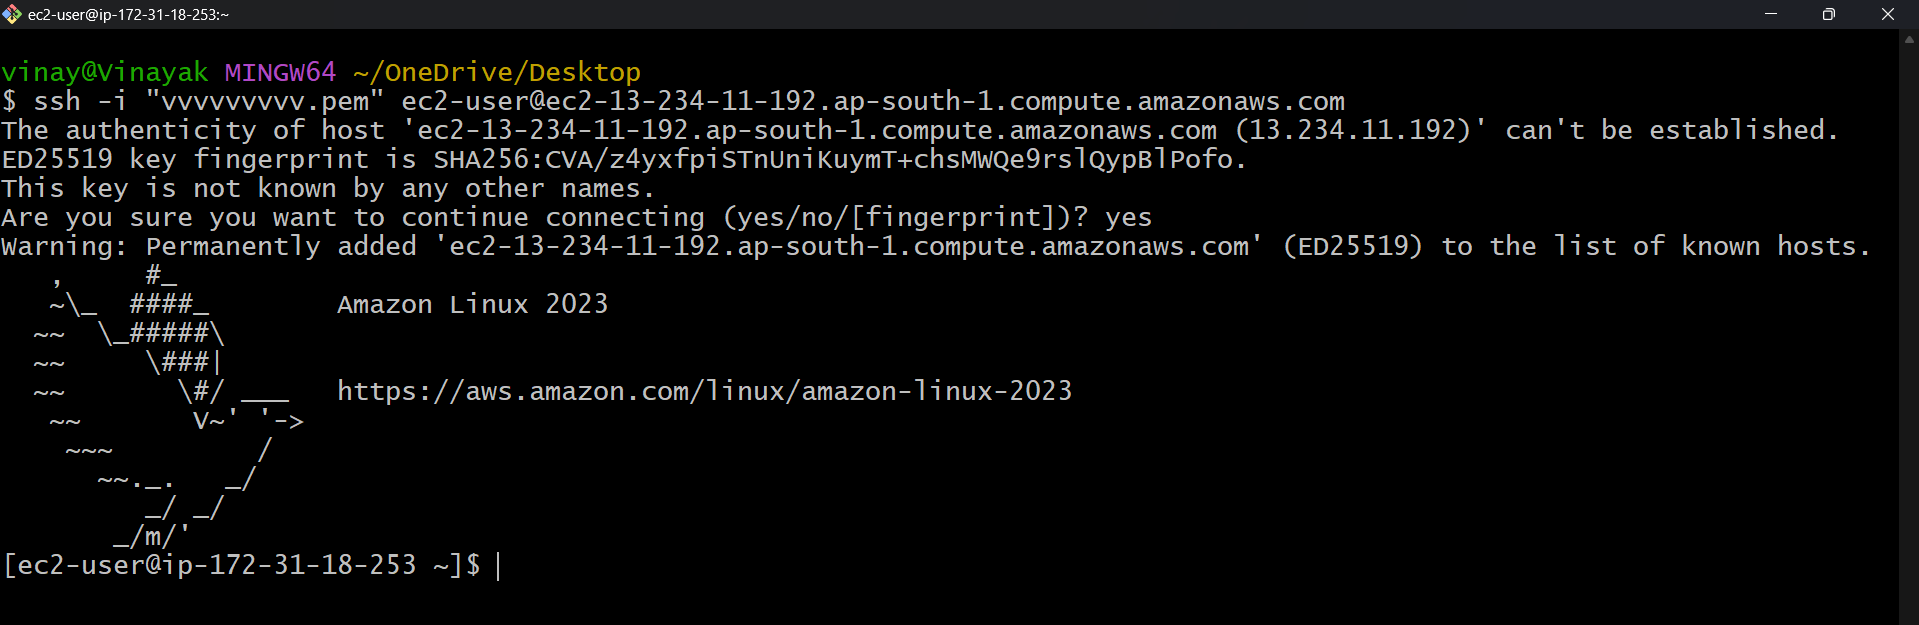 ec2-user@ip-172-31-18-253:~
vinay@Vinayak MINGW64 ~/OneDrive/Desktop
$ ssh -i "vvvvvvvvv.pem" ec2-user@ec2-13-234-11-192.ap-south-1.compute.amazonaws.com
The authenticity of host 'ec2-13-234-11-192.ap-south-1.compute.amazonaws.com (13.234.11.192)' can't be established.
ED25519 key fingerprint is SHA256:CVA/z4yxfpiSTnUniKuymT+chsMWQe9rslQypBlPofo.
This key is not known by any other names.
Are you sure you want to continue connecting (yes/no/[fingerprint])? yes
Warning: Permanently added 'ec2-13-234-11-192.ap-south-1.compute.amazonaws.com' (ED25519) to the list of known hosts.
   ,     #_
   ~\_  ####_        Amazon Linux 2023
  ~~  \_#####\
  ~~     \###|
  ~~       \#/ ___   https://aws.amazon.com/linux/amazon-linux-2023
   ~~       V~' '->
    ~~~         /
      ~~._.   _/
         _/ _/
       _/m/'
[ec2-user@ip-172-31-18-253 ~]$